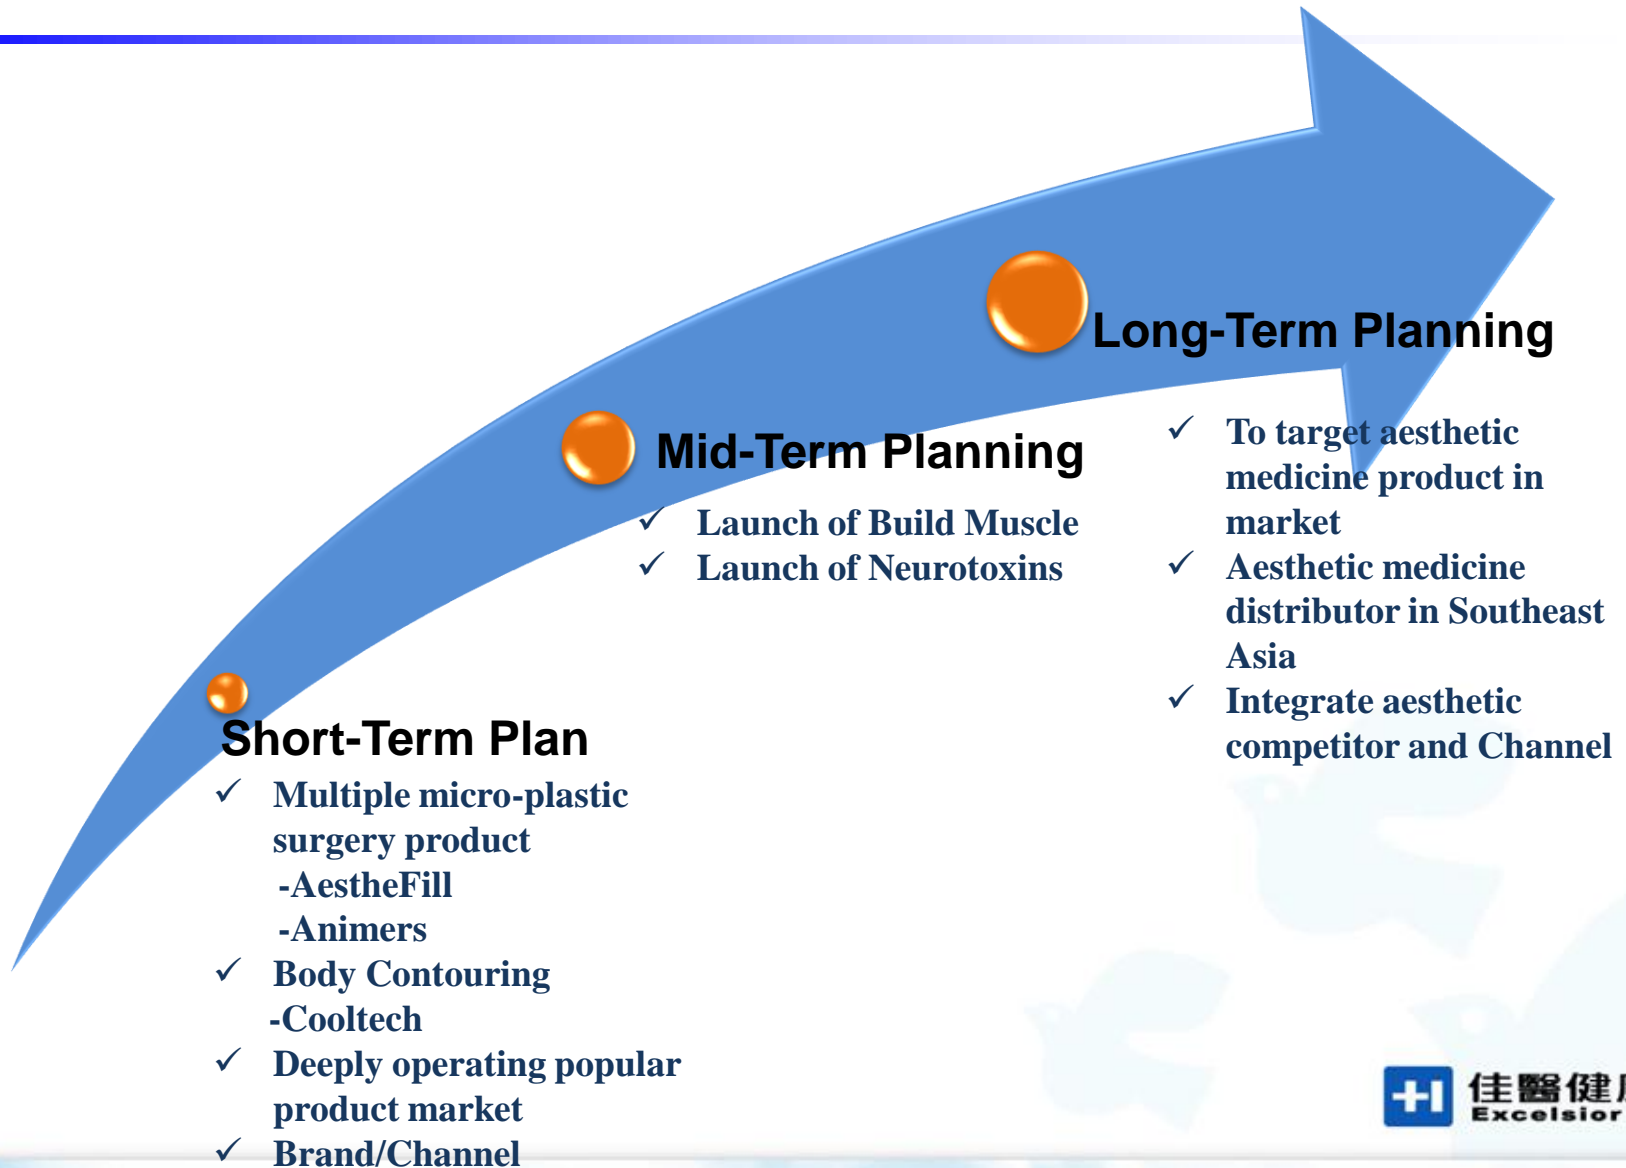 Long-Term Planning
✓ To target aesthetic
medicine product in
market
✓ Aesthetic medicine
distributor in Southeast
Asia
✓ Integrate aesthetic
competitor and Channel
Mid-Term Planning
✓ Launch of Build Muscle
✓ Launch of Neurotoxins
Short-Term Plan
✓ Multiple micro-plastic
surgery product
-AestheFill
-Animers
✓ Body Contouring
-Cooltech
✓ Deeply operating popular
product market
✓ Brand/Channel
佳醫健
Excelsior